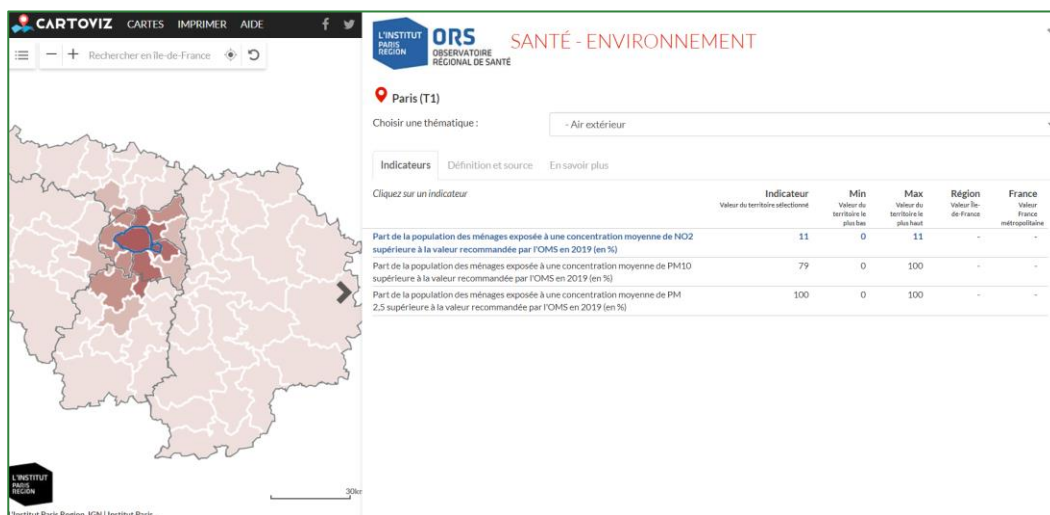 CARTOVIZ CARTES IMPRIMER AIDE
Rechercher en Île-de-France
L'INSTITUT
PARIS
REGION
30km
L'INSTITUT
PARIS
REGION
ORS
OBSERVATOIRE
RÉGIONAL DE SANTÉ
SANTÉ - ENVIRONNEMENT
Paris (T1)
Choisir une thématique :
- Air extérieur
Indicateurs Définition et source En savoir plus
Cliquez sur un indicateur
Indicateur Min Max Région France
Valeur du territoire sélectionné Valeur du Valeur du Valeur Île- Valeur
territoire le territoire le de-France France
plus bas plus haut métropolitaine
Part de la population des ménages exposée à une concentration moyenne de NO2 11 0 11 - -
supérieure à la valeur recommandée par l'OMS en 2019 (en %)
Part de la population des ménages exposée à une concentration moyenne de PM10 79 0 100 - -
supérieure à la valeur recommandée par l'OMS en 2019 (en %)
Part de la population des ménages exposée à une concentration moyenne de PM 100 0 100 - -
2,5 supérieure à la valeur recommandée par l'OMS en 2019 (en %)